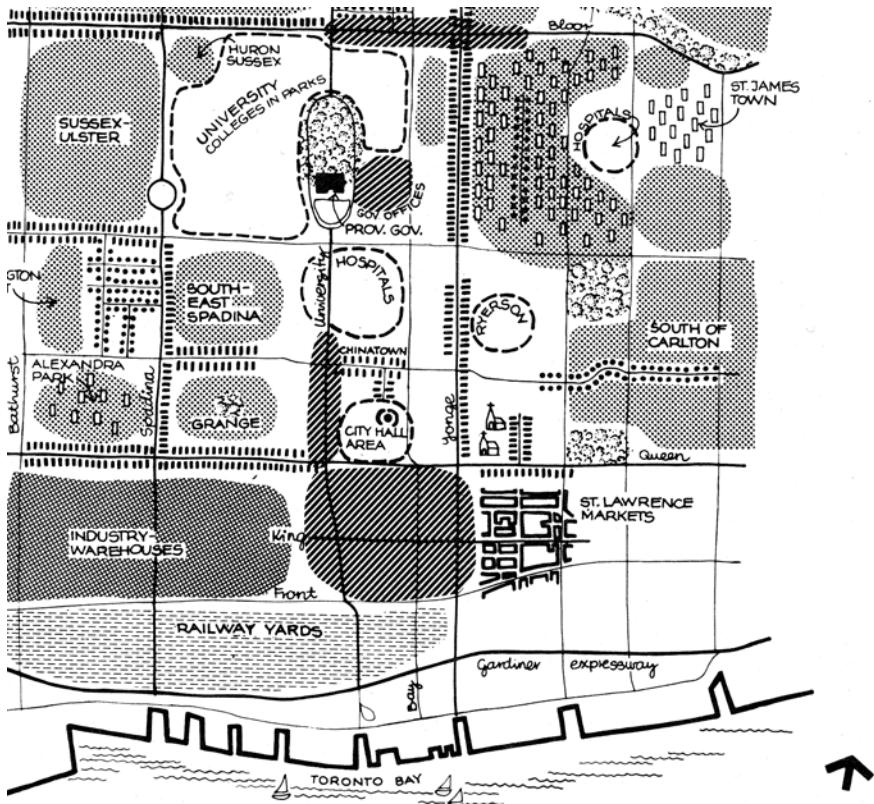 Bloor
HURON
SUSSEX
ST. JAMES
TOWN
UNIVERSITY
COLLEGES IN PARKS
HOSPITALS
SUSSEX-
ULSTER
GOV. OFFICES
PROV. GOV.
University
HOSPITALS
GTON
SOUTH-
EAST
SPADINA
RYERSON
SOUTH OF
CARLTON
CHINATOWN
ALEXANDRA
PARK
Bathurst
Spadina
GRANGE
CITY HALL
AREA
Yonge
Queen
ST. LAWRENCE
MARKETS
INDUSTRY-
WAREHOUSES
King
Front
RAILWAY YARDS
Gardiner expressway
Bay
TORONTO BAY